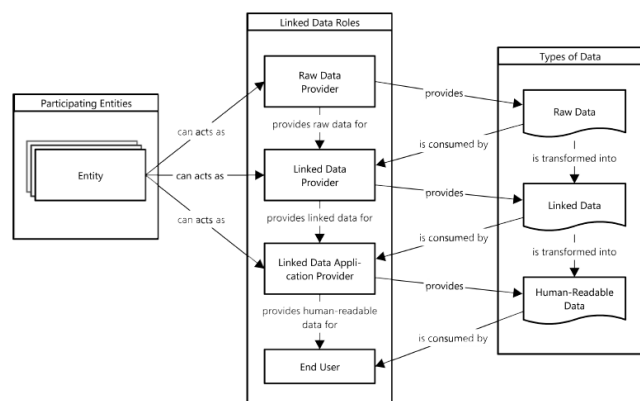 Linked Data Roles
Types of Data
Participating Entities
Raw Data
Provider
provides
Raw Data
can acts as
provides raw data for
is consumed by
is transformed into
Entity
can acts as
Linked Data
Provider
provides
Linked Data
can acts as
provides linked data for
is consumed by
is transformed into
Linked Data Appli-
cation Provider
provides
Human-Readable
Data
provides human-readable
data for
is consumed by
End User